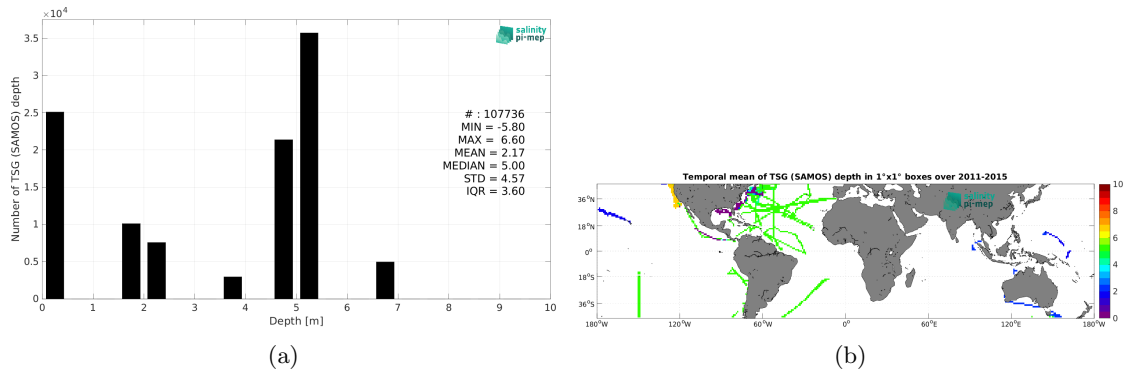 ×10⁴
salinity
pi-mep
3.5
3
2.5
2
1.5
1
0.5
0
Number of TSG (SAMOS) depth
# : 107736
MIN = -5.80
MAX = 6.60
MEAN = 2.17
MEDIAN = 5.00
STD = 4.57
IQR = 3.60
0 1 2 3 4 5 6 7 8 9 10
Depth [m]
(a)
Temporal mean of TSG (SAMOS) depth in 1°x1° boxes over 2011-2015
salinity
pi-mep
36°N
18°N
0°
18°S
36°S
180°W 120°W 60°W 0° 60°E 120°E 180°W
10
8
6
4
2
0
(b)